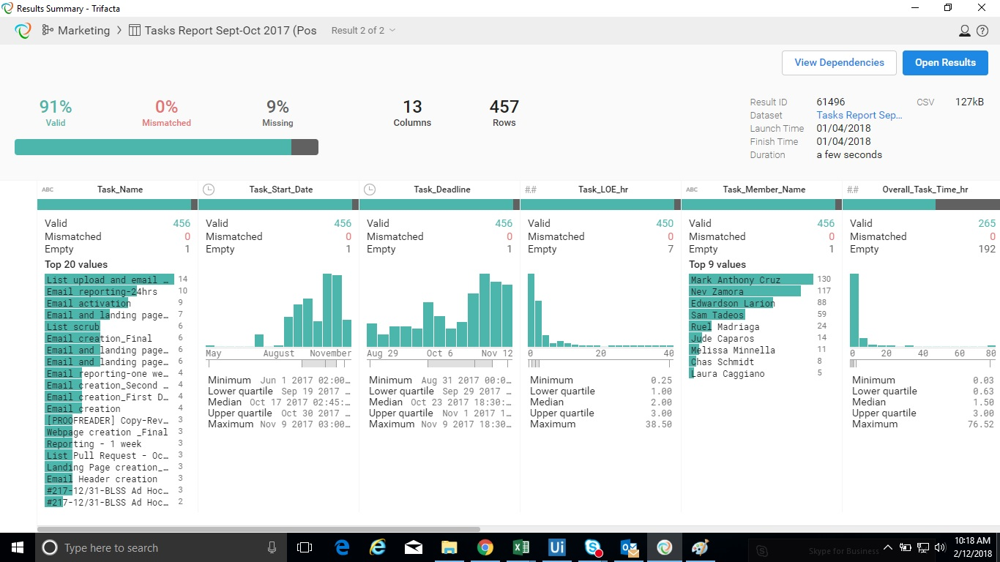 Results Summary - Trifacta
Marketing > Tasks Report Sept-Oct 2017 (Pos Result 2 of 2
View Dependencies Open Results
91% 0% 9% 13 457
Valid Mismatched Missing Columns Rows
Result ID 61496 CSV 127kB
Dataset Tasks Report Sep...
Launch Time 01/04/2018
Finish Time 01/04/2018
Duration a few seconds
ABC Task_Name
Valid 456
Mismatched 0
Empty 1
Top 20 values
List upload and email … 14
Email reporting-24hrs 10
Email activation 9
Email and landing page… 7
List scrub 6
Email creation_Final 6
Email and landing page… 6
Email and landing page… 6
Email reporting-one we… 4
Email creation_Second … 4
Email creation_First D… 4
Email creation 4
[PROOFREADER] Copy-Rev… 3
Webpage creation _Final 3
Reporting - 1 week 3
List Pull Request - Oc… 3
Landing Page creation_… 3
Email Header creation 3
#217-12/31-BLSS Ad Hoc… 3
#217-12/31-BLSS Ad Hoc… 2
Task_Start_Date
Valid 456
Mismatched 0
Empty 1
May August November
Minimum Jun 1 2017 02:00…
Lower quartile Sep 19 2017 …
Median Oct 17 2017 02:45:…
Upper quartile Oct 30 2017 …
Maximum Nov 9 2017 03:00…
Task_Deadline
Valid 456
Mismatched 0
Empty 1
Aug 29 Oct 6 Nov 12
Minimum Aug 31 2017 00:0…
Lower quartile Sep 29 2017 …
Median Oct 23 2017 18:30:…
Upper quartile Nov 1 2017 1…
Maximum Nov 9 2017 18:30…
##.# Task_LOE_hr
Valid 450
Mismatched 0
Empty 7
0 20 40
Minimum 0.25
Lower quartile 1.00
Median 2.00
Upper quartile 3.00
Maximum 38.50
ABC Task_Member_Name
Valid 456
Mismatched 0
Empty 1
Top 9 values
Mark Anthony Cruz 130
Nev Zamora 117
Edwardson Larion 88
Sam Tadeos 59
Ruel Madriaga 24
Jude Caparos 14
Melissa Minnella 11
Chas Schmidt 8
Laura Caggiano 5
##.# Overall_Task_Time_hr
Valid 265
Mismatched 0
Empty 192
0 20 40 60 80
Minimum 0.03
Lower quartile 0.63
Median 1.50
Upper quartile 3.00
Maximum 76.52
Type here to search
Ui
Skype for Business
10:18 AM
2/12/2018